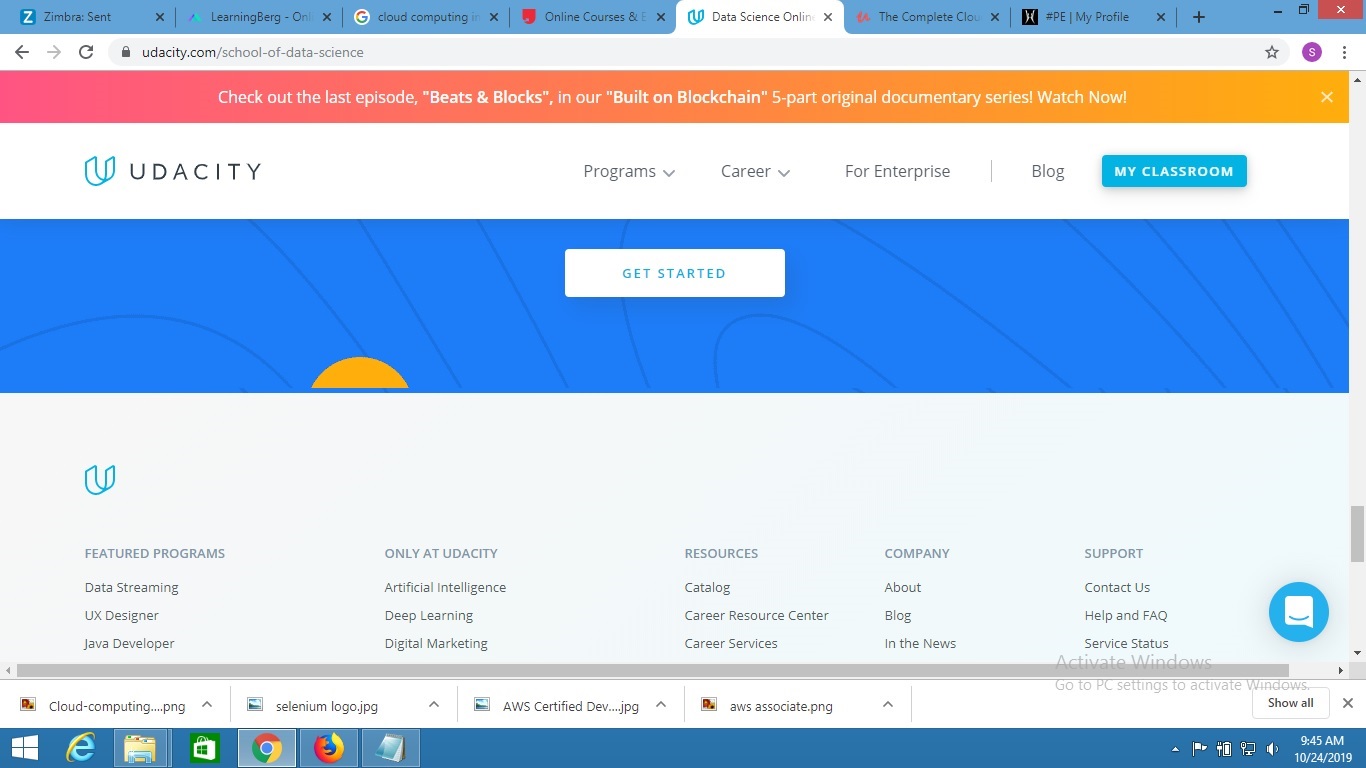 Zimbra: Sent
LearningBerg - Onl
cloud computing in
Online Courses & E
Data Science Online
The Complete Clou
#PE | My Profile
udacity.com/school-of-data-science
S
Check out the last episode, "Beats & Blocks", in our "Built on Blockchain" 5-part original documentary series! Watch Now!
UDACITY
Programs
Career
For Enterprise
Blog
MY CLASSROOM
GET STARTED
FEATURED PROGRAMS
Data Streaming
UX Designer
Java Developer
ONLY AT UDACITY
Artificial Intelligence
Deep Learning
Digital Marketing
RESOURCES
Catalog
Career Resource Center
Career Services
COMPANY
About
Blog
In the News
SUPPORT
Contact Us
Help and FAQ
Service Status
Activate Windows
Go to PC settings to activate Windows.
Cloud-computing....png
selenium logo.jpg
AWS Certified Dev....jpg
aws associate.png
Show all
9:45 AM
10/24/2019